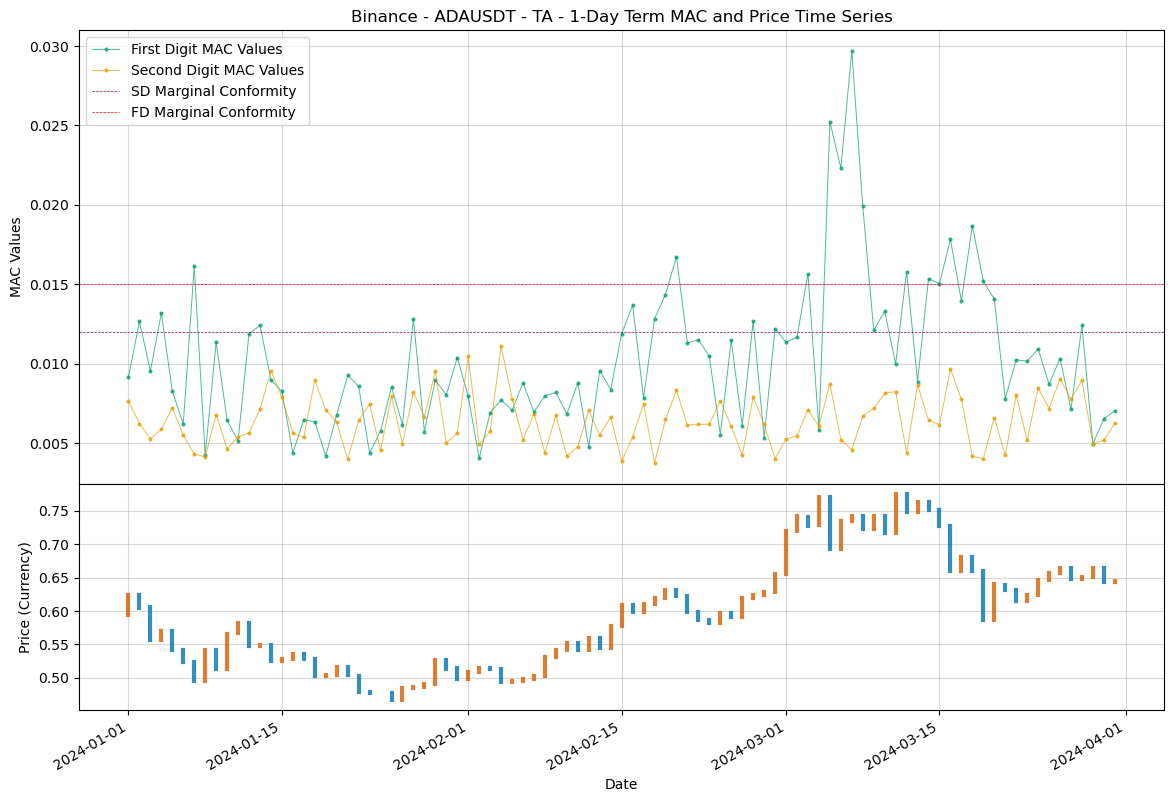 Binance - ADAUSDT - TA - 1-Day Term MAC and Price Time Series
First Digit MAC Values
Second Digit MAC Values
SD Marginal Conformity
FD Marginal Conformity
MAC Values
0.030
0.025
0.020
0.015
0.010
0.005
Price (Currency)
0.75
0.70
0.65
0.60
0.55
0.50
2024-01-01
2024-01-15
2024-02-01
2024-02-15
2024-03-01
2024-03-15
2024-04-01
Date